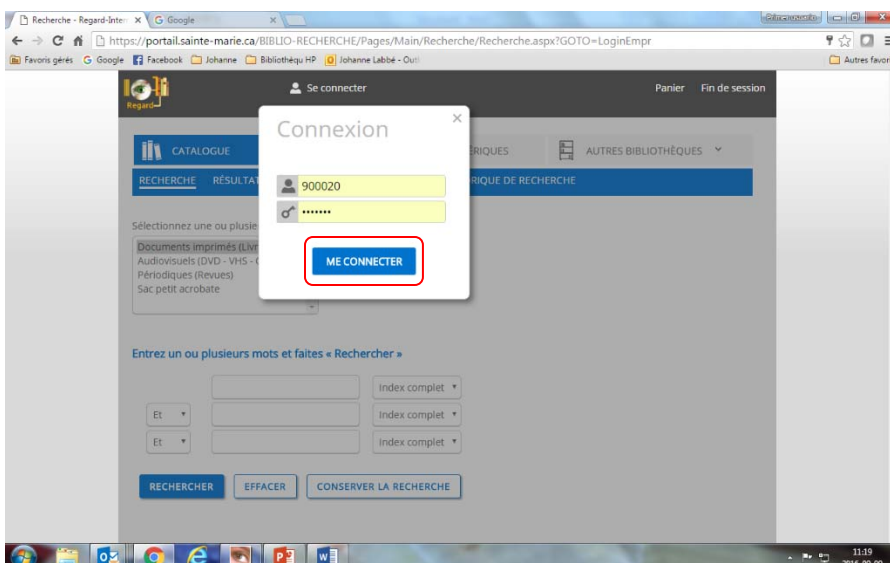 Recherche - Regard-Inter
Google
https://portail.sainte-marie.ca/BIBLIO-RECHERCHE/Pages/Main/Recherche/Recherche.aspx?GOTO=LoginEmpr
Favoris gérés Google Facebook Johanne Bibliothèqu HP Johanne Labbé - Out Autres favor
Regard
Se connecter Panier Fin de session
Connexion
CATALOGUE ÉRIQUES AUTRES BIBLIOTHÈQUES
RECHERCHE RÉSULTAT RIQUE DE RECHERCHE
900020
•••••••
Sélectionnez une ou plusie
ME CONNECTER
Documents imprimés (Livr
Audiovisuels (DVD - VHS -
Périodiques (Revues)
Sac petit acrobate
Entrez un ou plusieurs mots et faites « Rechercher »
Index complet
Et Index complet
Et Index complet
RECHERCHER EFFACER CONSERVER LA RECHERCHE
11:19